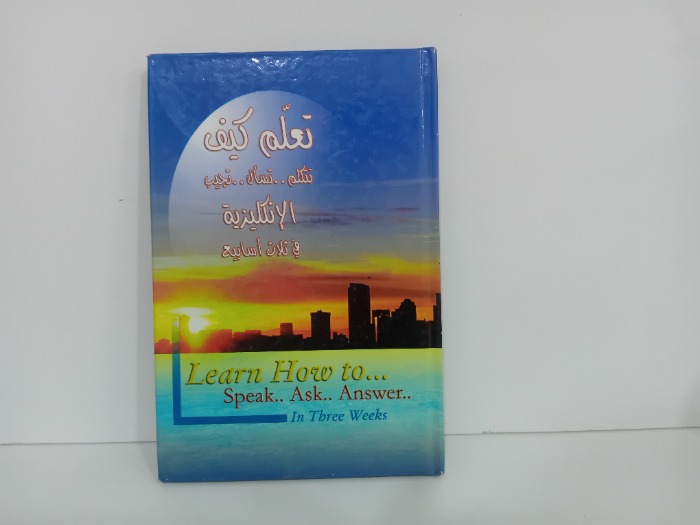 تعلّم كيف
تتكلم..تسأل..تجيب
الإنكليزية
في ثلاث أسابيع
Learn How to...
Speak.. Ask.. Answer..
In Three Weeks